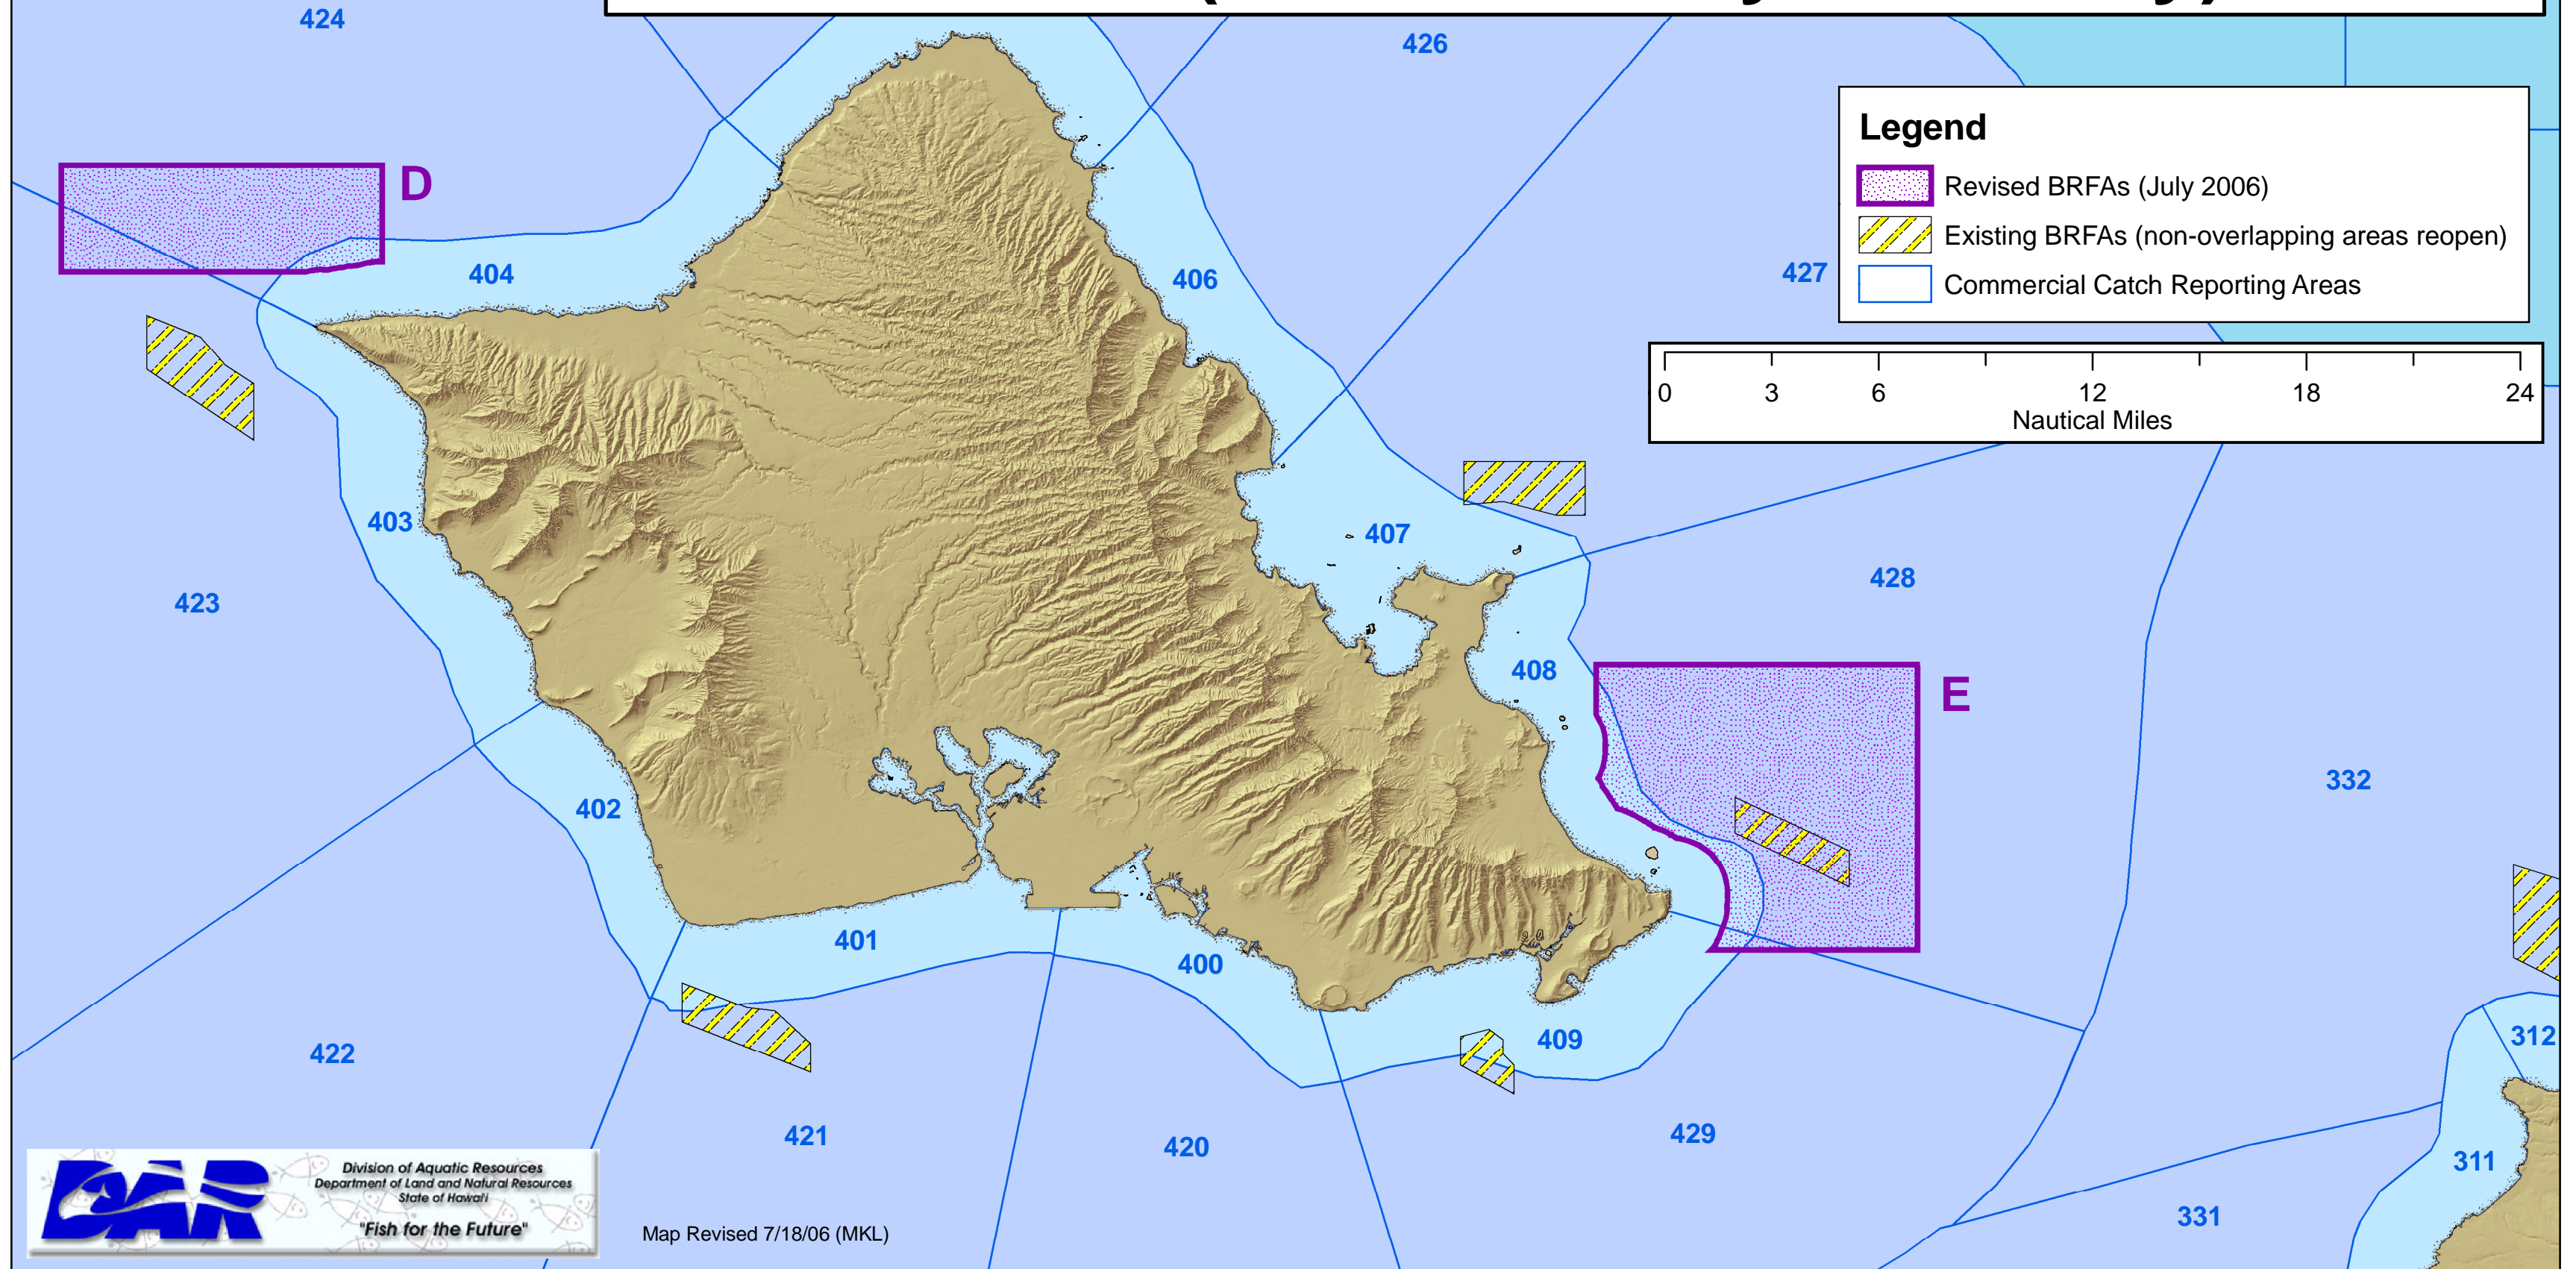 424
426
Legend
D
Revised BRFAs (July 2006)
Existing BRFAs (non-overlapping areas reopen)
404
406
427
Commercial Catch Reporting Areas
0 3 6 12 18 24
Nautical Miles
403
407
428
423
408
E
332
402
401
400
409
312
422
421
420
429
311
331
DAR
Division of Aquatic Resources
Department of Land and Natural Resources
State of Hawai'i
"Fish for the Future"
Map Revised 7/18/06 (MKL)